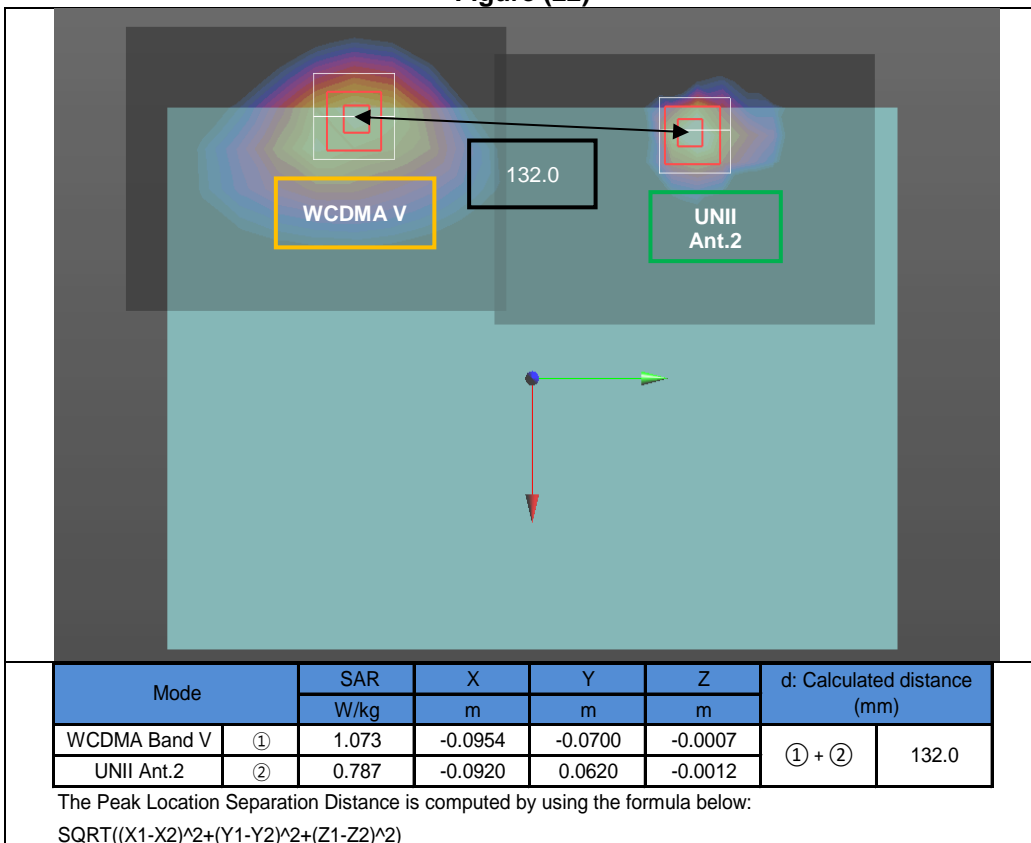 132.0
WCDMA V
UNII
Ant.2
Mode SAR X Y Z d: Calculated distance
(mm)
W/kg m m m
WCDMA Band V ① 1.073 -0.0954 -0.0700 -0.0007 ① + ② 132.0
UNII Ant.2 ② 0.787 -0.0920 0.0620 -0.0012
The Peak Location Separation Distance is computed by using the formula below:
SQRT((X1-X2)^2+(Y1-Y2)^2+(Z1-Z2)^2)